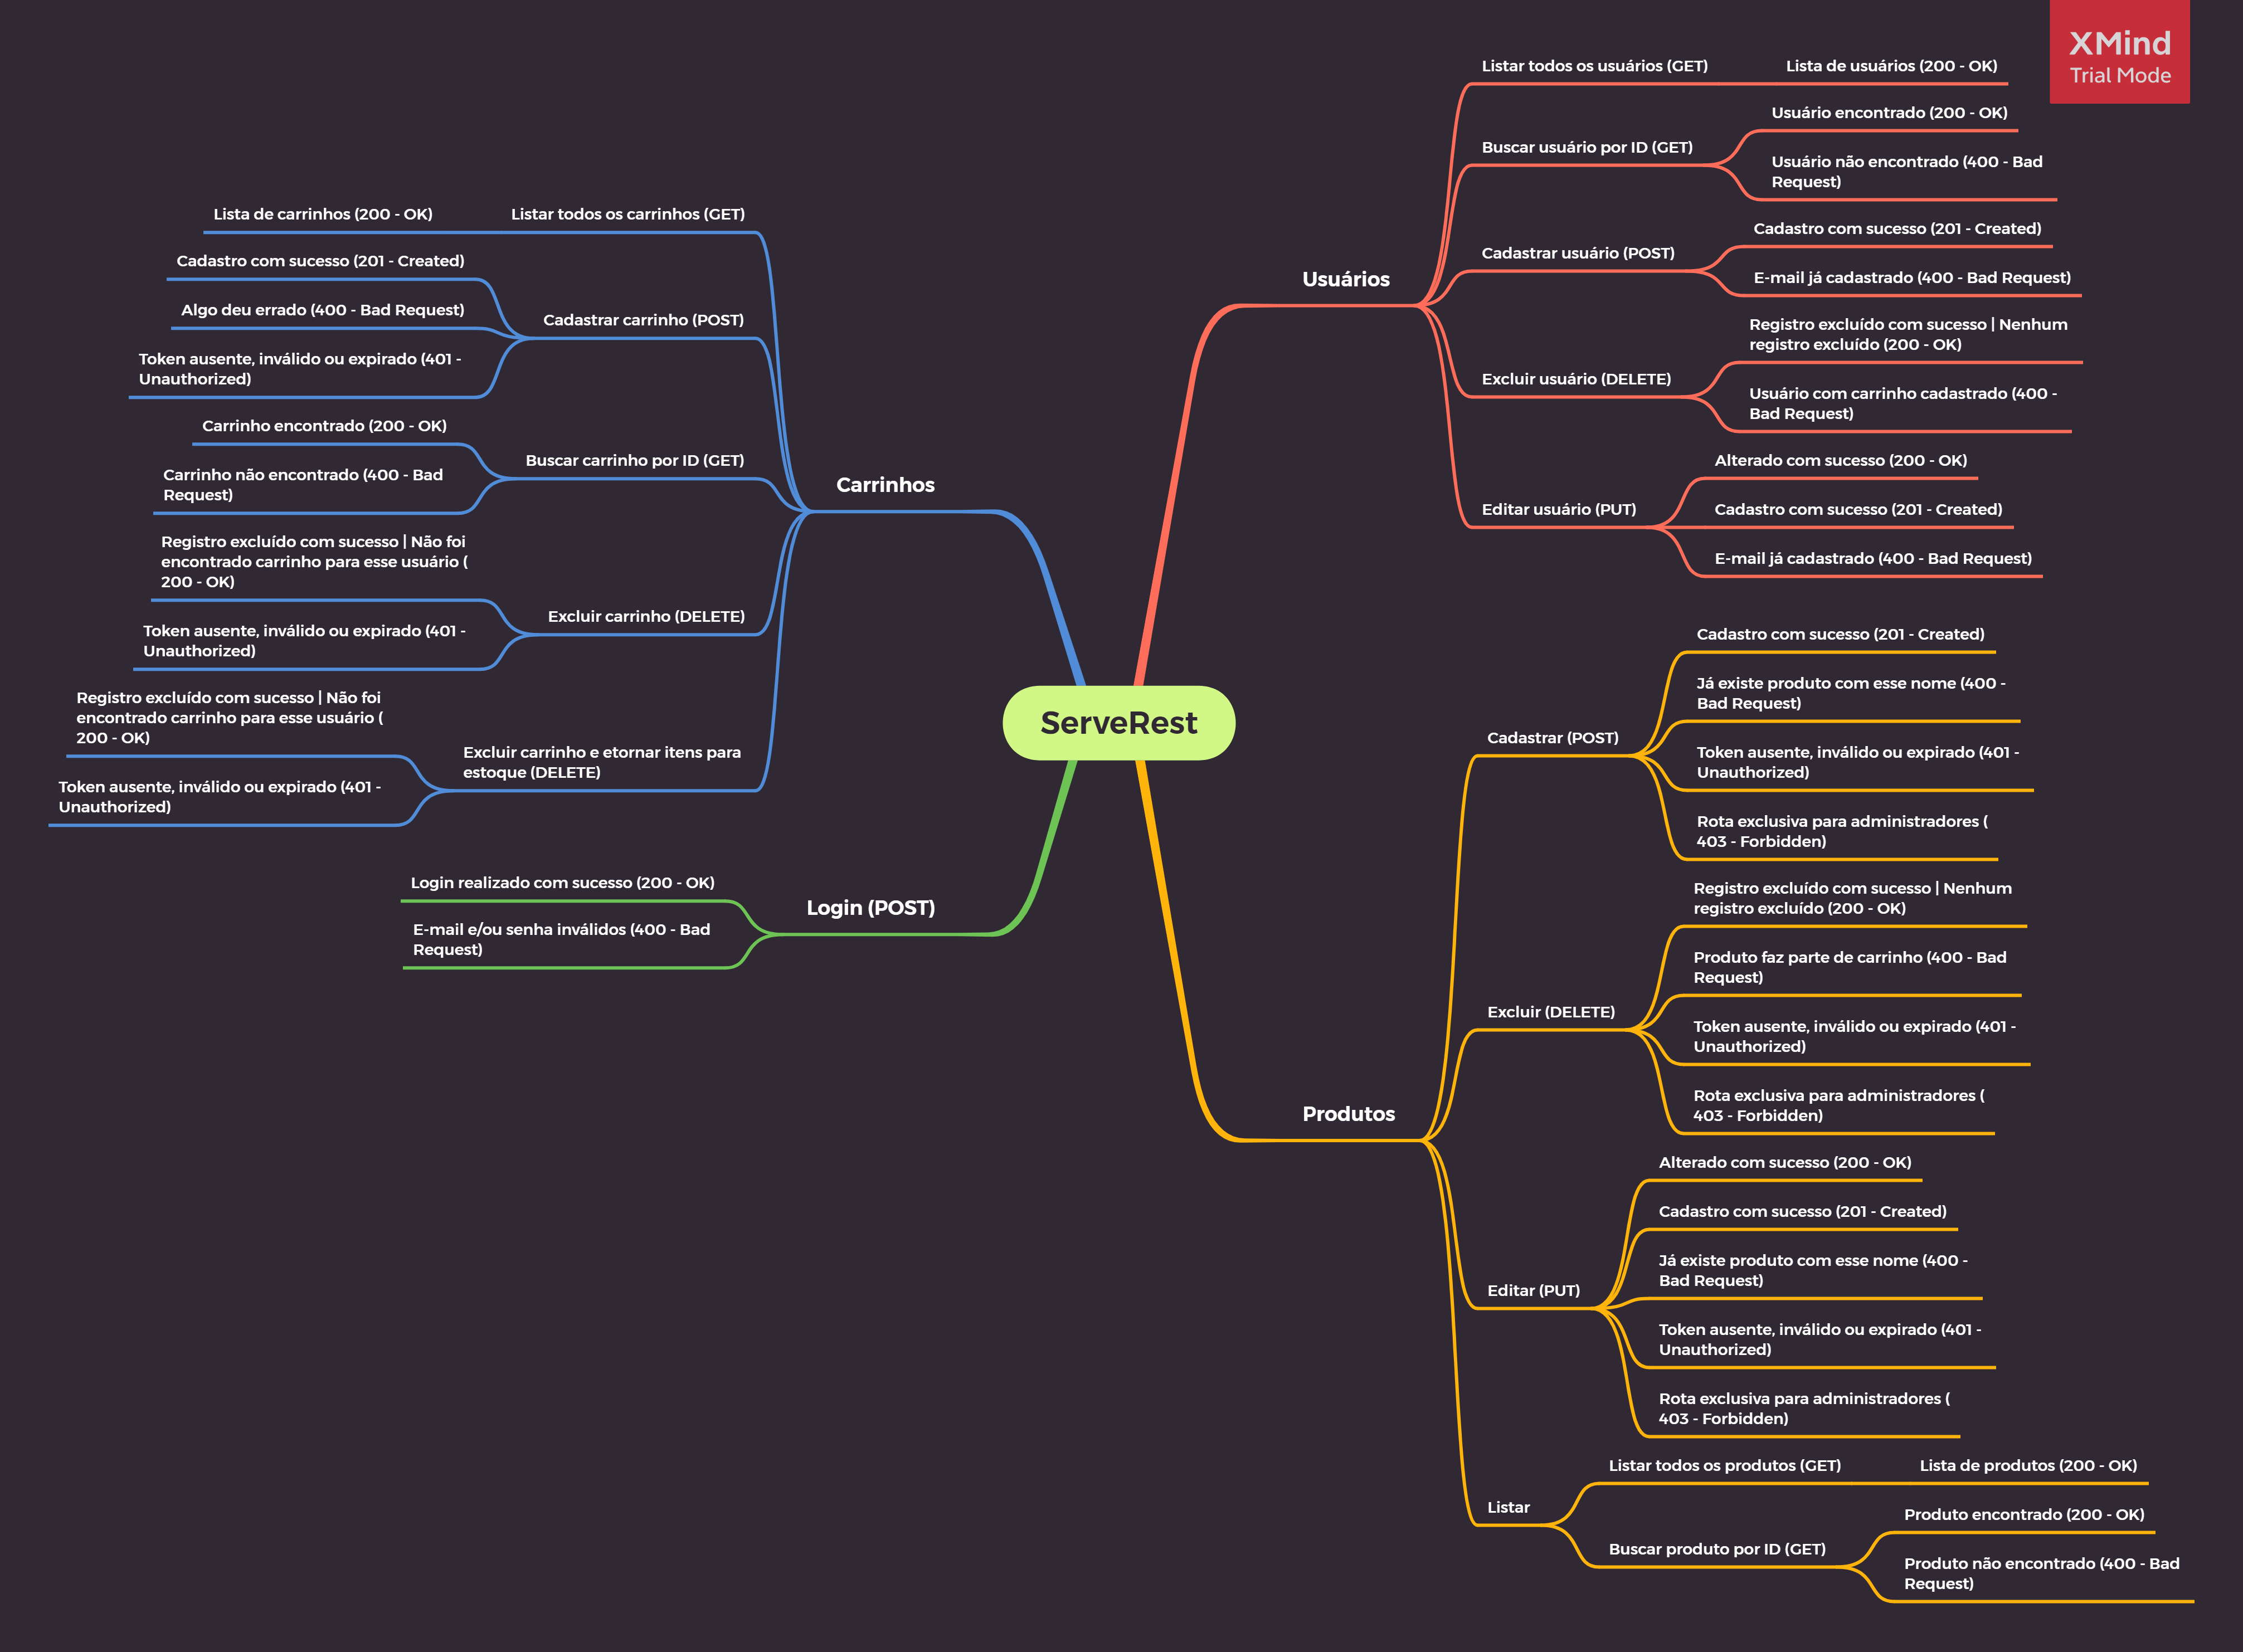 XMind
Trial Mode
ServeRest
Usuários
Listar todos os usuários (GET)
Lista de usuários (200 - OK)
Buscar usuário por ID (GET)
Usuário encontrado (200 - OK)
Usuário não encontrado (400 - Bad
Request)
Cadastrar usuário (POST)
Cadastro com sucesso (201 - Created)
E-mail já cadastrado (400 - Bad Request)
Excluir usuário (DELETE)
Registro excluído com sucesso | Nenhum
registro excluído (200 - OK)
Usuário com carrinho cadastrado (400 -
Bad Request)
Editar usuário (PUT)
Alterado com sucesso (200 - OK)
Cadastro com sucesso (201 - Created)
E-mail já cadastrado (400 - Bad Request)
Produtos
Cadastrar (POST)
Cadastro com sucesso (201 - Created)
Já existe produto com esse nome (400 -
Bad Request)
Token ausente, inválido ou expirado (401 -
Unauthorized)
Rota exclusiva para administradores (
403 - Forbidden)
Excluir (DELETE)
Registro excluído com sucesso | Nenhum
registro excluído (200 - OK)
Produto faz parte de carrinho (400 - Bad
Request)
Token ausente, inválido ou expirado (401 -
Unauthorized)
Rota exclusiva para administradores (
403 - Forbidden)
Editar (PUT)
Alterado com sucesso (200 - OK)
Cadastro com sucesso (201 - Created)
Já existe produto com esse nome (400 -
Bad Request)
Token ausente, inválido ou expirado (401 -
Unauthorized)
Rota exclusiva para administradores (
403 - Forbidden)
Listar
Listar todos os produtos (GET)
Lista de produtos (200 - OK)
Buscar produto por ID (GET)
Produto encontrado (200 - OK)
Produto não encontrado (400 - Bad
Request)
Carrinhos
Listar todos os carrinhos (GET)
Lista de carrinhos (200 - OK)
Cadastrar carrinho (POST)
Cadastro com sucesso (201 - Created)
Algo deu errado (400 - Bad Request)
Token ausente, inválido ou expirado (401 -
Unauthorized)
Buscar carrinho por ID (GET)
Carrinho encontrado (200 - OK)
Carrinho não encontrado (400 - Bad
Request)
Excluir carrinho (DELETE)
Registro excluído com sucesso | Não foi
encontrado carrinho para esse usuário (
200 - OK)
Token ausente, inválido ou expirado (401 -
Unauthorized)
Excluir carrinho e etornar itens para
estoque (DELETE)
Registro excluído com sucesso | Não foi
encontrado carrinho para esse usuário (
200 - OK)
Token ausente, inválido ou expirado (401 -
Unauthorized)
Login (POST)
Login realizado com sucesso (200 - OK)
E-mail e/ou senha inválidos (400 - Bad
Request)